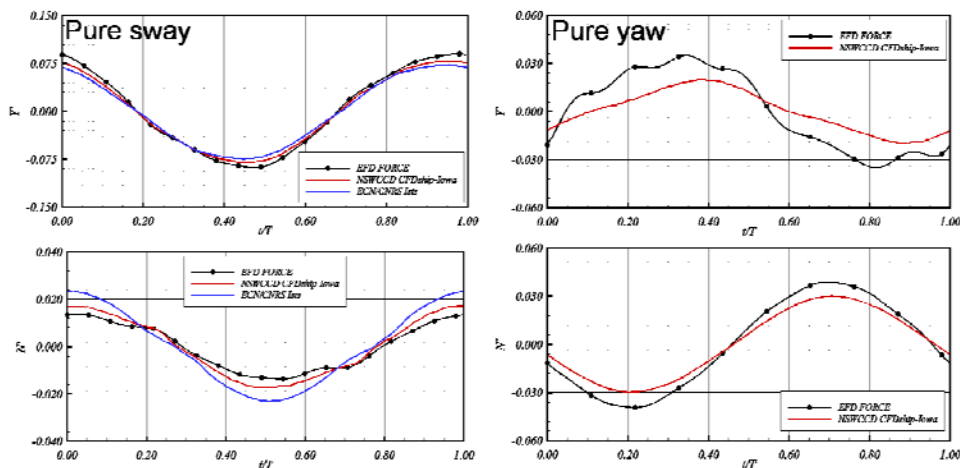 Pure sway
0.150
0.075
0.000
-0.075
-0.150
Y'
EFD FORCE
NSWCCD CFDship-Iowa
ECN/CNRS Isis
0.00 0.20 0.40 0.60 0.80 1.00
t/T
Pure yaw
0.030
0.000
-0.030
-0.060
Y'
EFD FORCE
NSWCCD CFDship-Iowa
0.00 0.20 0.40 0.60 0.80 1.00
t/T
0.040
0.020
0.000
-0.020
-0.040
N'
EFD FORCE
NSWCCD CFDship-Iowa
ECN/CNRS Isis
0.00 0.20 0.40 0.60 0.80 1.00
t/T
0.060
0.030
0.000
-0.030
-0.060
N'
EFD FORCE
NSWCCD CFDship-Iowa
0.00 0.20 0.40 0.60 0.80 1.00
t/T